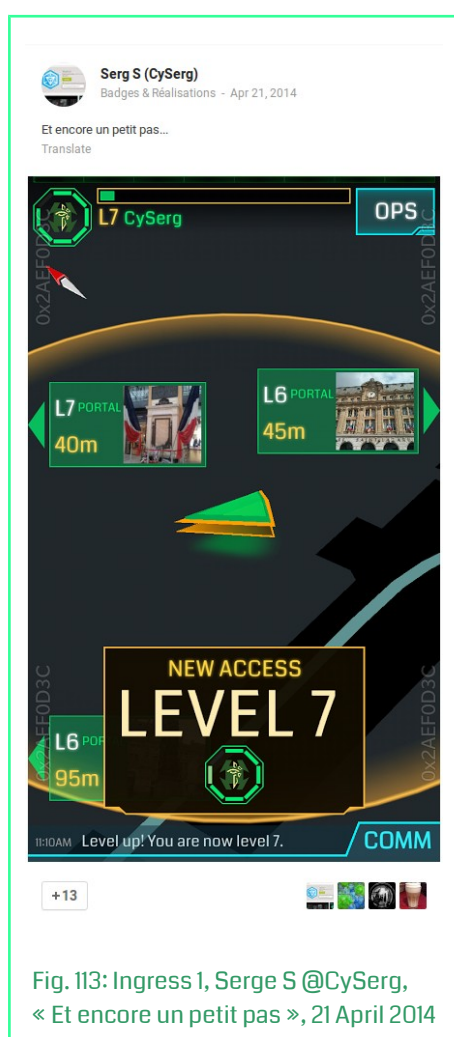 Serg S (CySerg)
Badges & Réalisations - Apr 21, 2014
Et encore un petit pas...
Translate
L7 CySerg
OPS
0x2AEF0D3C
0x2AEF0D3C
L7 PORTAL
40m
L6 PORTAL
45m
NEW ACCESS
LEVEL 7
0x2AEF0D3C
0x2AEF0D3C
L6
95m
11:10AM Level up! You are now level 7.
COMM
+13
Fig. 113: Ingress 1, Serge S @CySerg,
« Et encore un petit pas », 21 April 2014